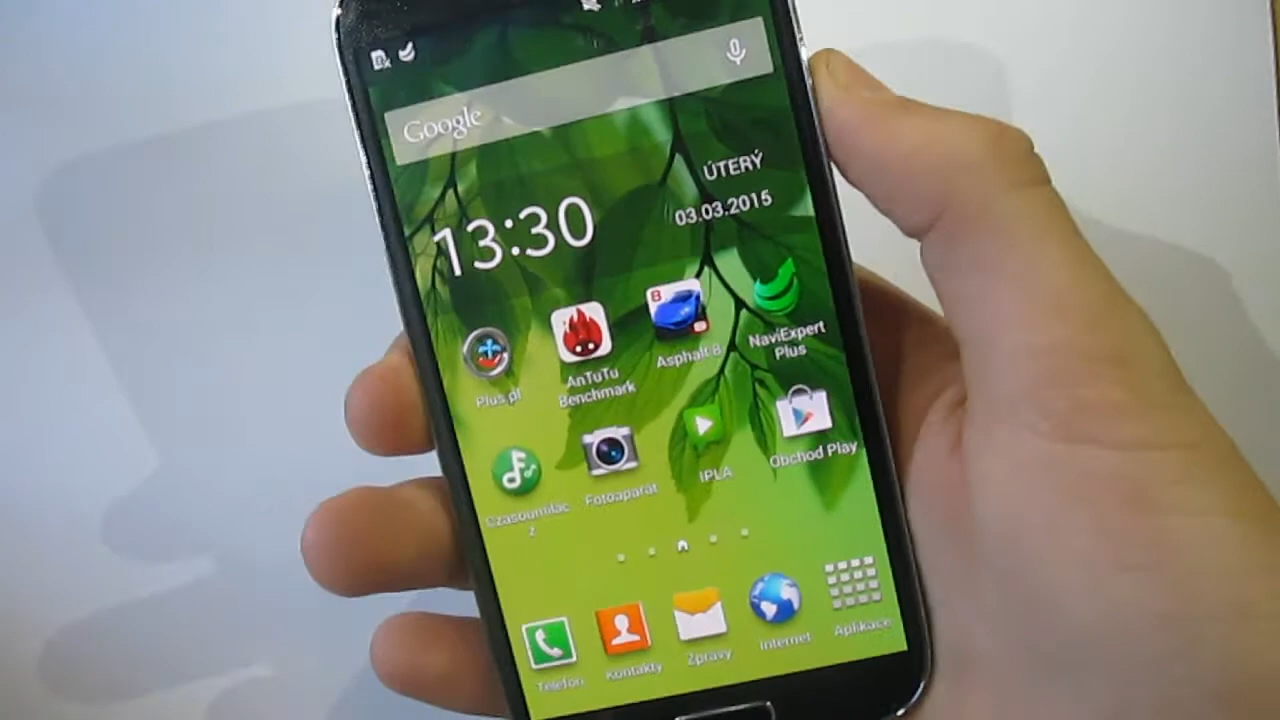 Google
ÚTERÝ
03.03.2015
13:30
B
Plus.pl
AnTuTu
Benchmark
Asphalt 8
NaviExpert
Plus
Czasoumilac
z
Fotoaparát
IPLA
Obchod Play
Telefon
Kontakty
Zprávy
Internet
Aplikace